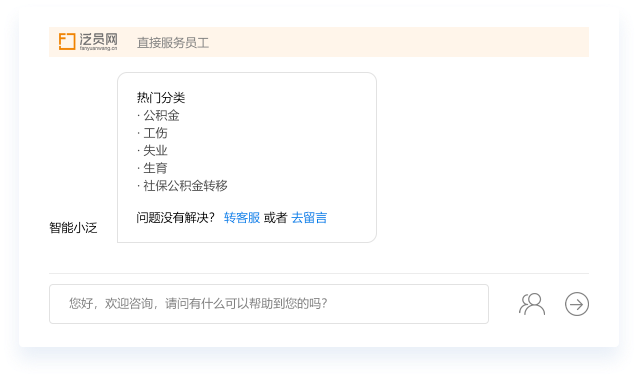 泛员网
fanyuanwang.cn
直接服务员工
热门分类
· 公积金
· 工伤
· 失业
· 生育
· 社保公积金转移
问题没有解决？ 转客服 或者 去留言
智能小泛
您好，欢迎咨询，请问有什么可以帮助到您的吗？